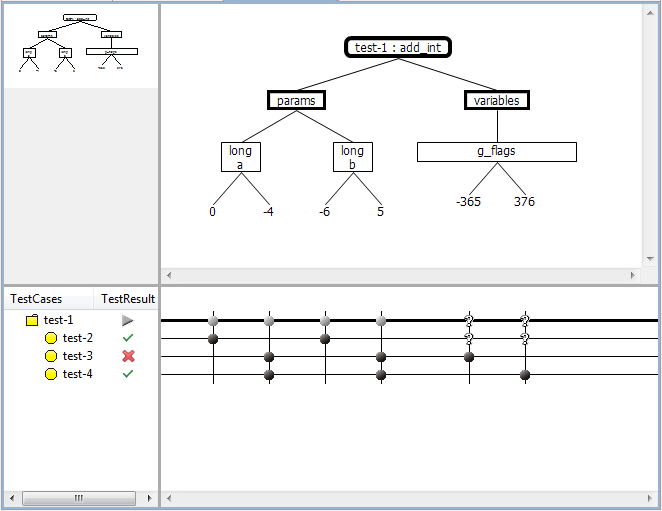 test-1 : add_int
params
variables
long
a
long
b
g_flags
0
-4
-6
5
-365
376
TestCases
TestResult
test-1
test-2
test-3
test-4